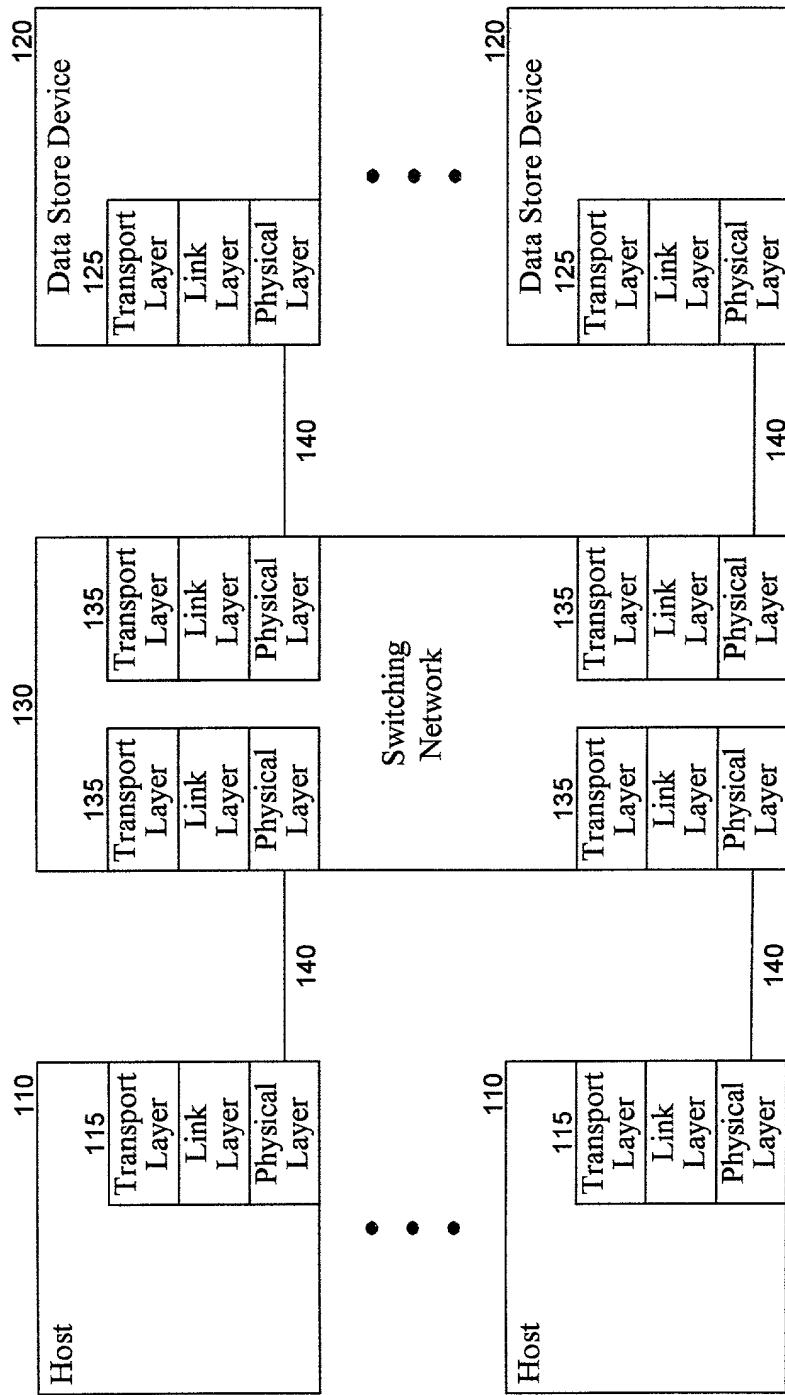 110
Host
115
Transport
Layer
Link
Layer
Physical
Layer
140
130
135
Transport
Layer
Link
Layer
Physical
Layer
135
Transport
Layer
Link
Layer
Physical
Layer
140
120
Data Store Device
125
Transport
Layer
Link
Layer
Physical
Layer
Switching
Network
110
Host
115
Transport
Layer
Link
Layer
Physical
Layer
140
135
Transport
Layer
Link
Layer
Physical
Layer
135
Transport
Layer
Link
Layer
Physical
Layer
140
120
Data Store Device
125
Transport
Layer
Link
Layer
Physical
Layer